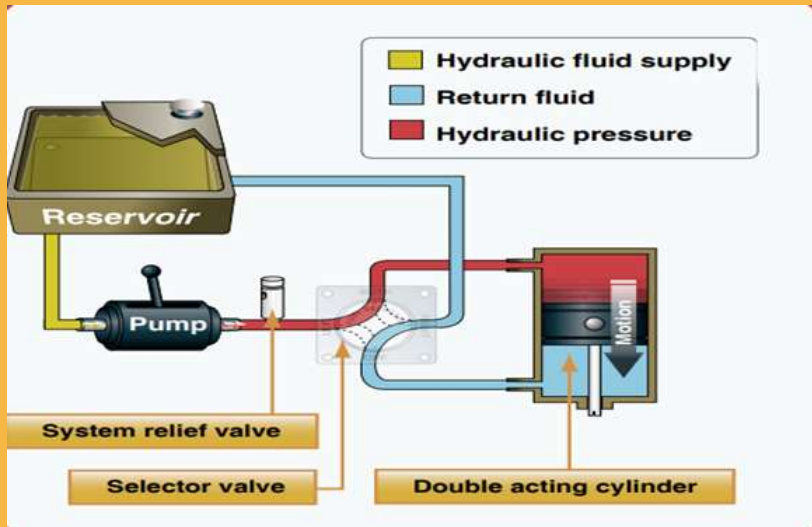 Hydraulic fluid supply
Return fluid
Hydraulic pressure
Reservoir
Pump
Motion
System relief valve
Selector valve
Double acting cylinder